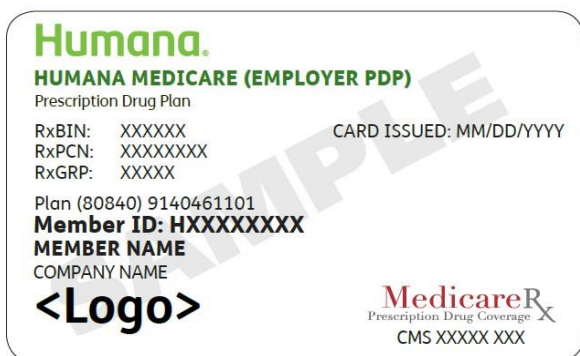 Humana.
HUMANA MEDICARE (EMPLOYER PDP)
Prescription Drug Plan
RxBIN: XXXXXX CARD ISSUED: MM/DD/YYYY
RxPCN: XXXXXXXX
RxGRP: XXXXX
Plan (80840) 9140461101
Member ID: HXXXXXXXX
MEMBER NAME
COMPANY NAME
<Logo>
MedicareRx
Prescription Drug Coverage
CMS XXXXX XXX
SAMPLE